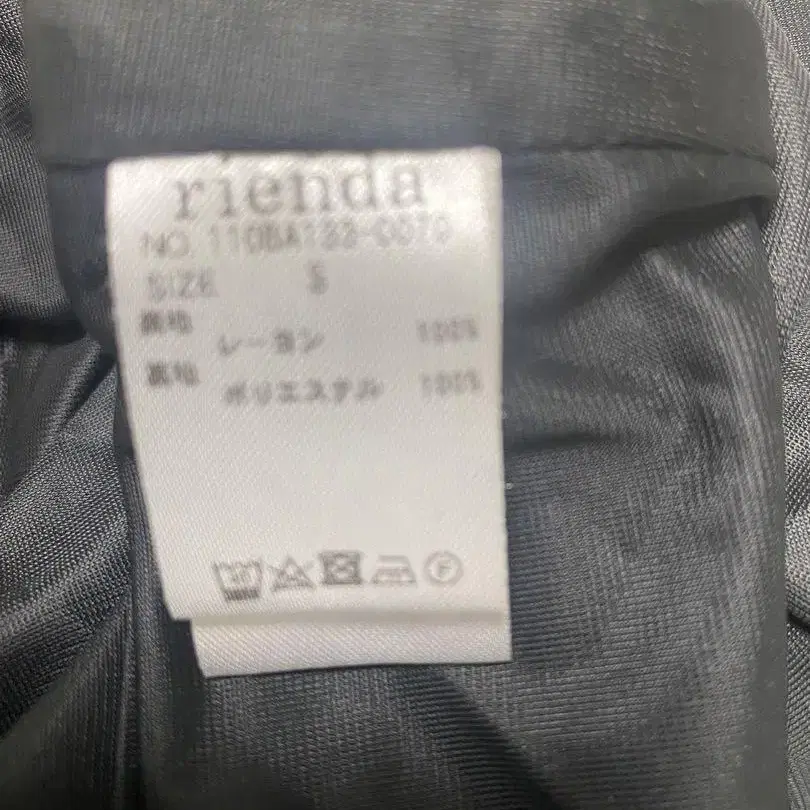 rienda
NO. 110BA133-0070
SIZE S
表地
レーヨン 100%
裏地
ポリエステル 100%
F